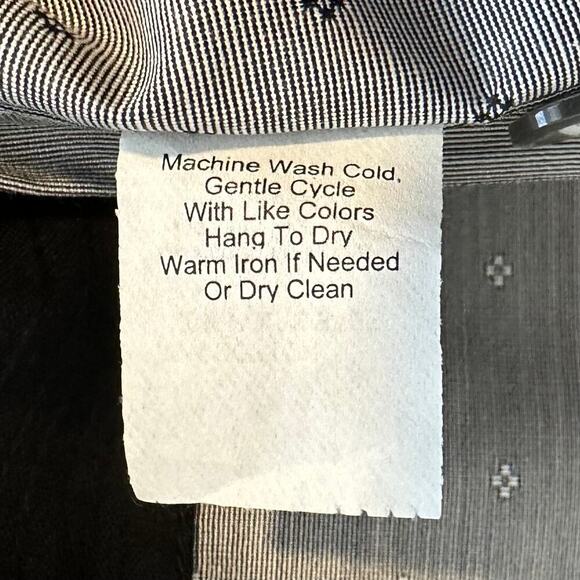 Machine Wash Cold,
Gentle Cycle
With Like Colors
Hang To Dry
Warm Iron If Needed
Or Dry Clean